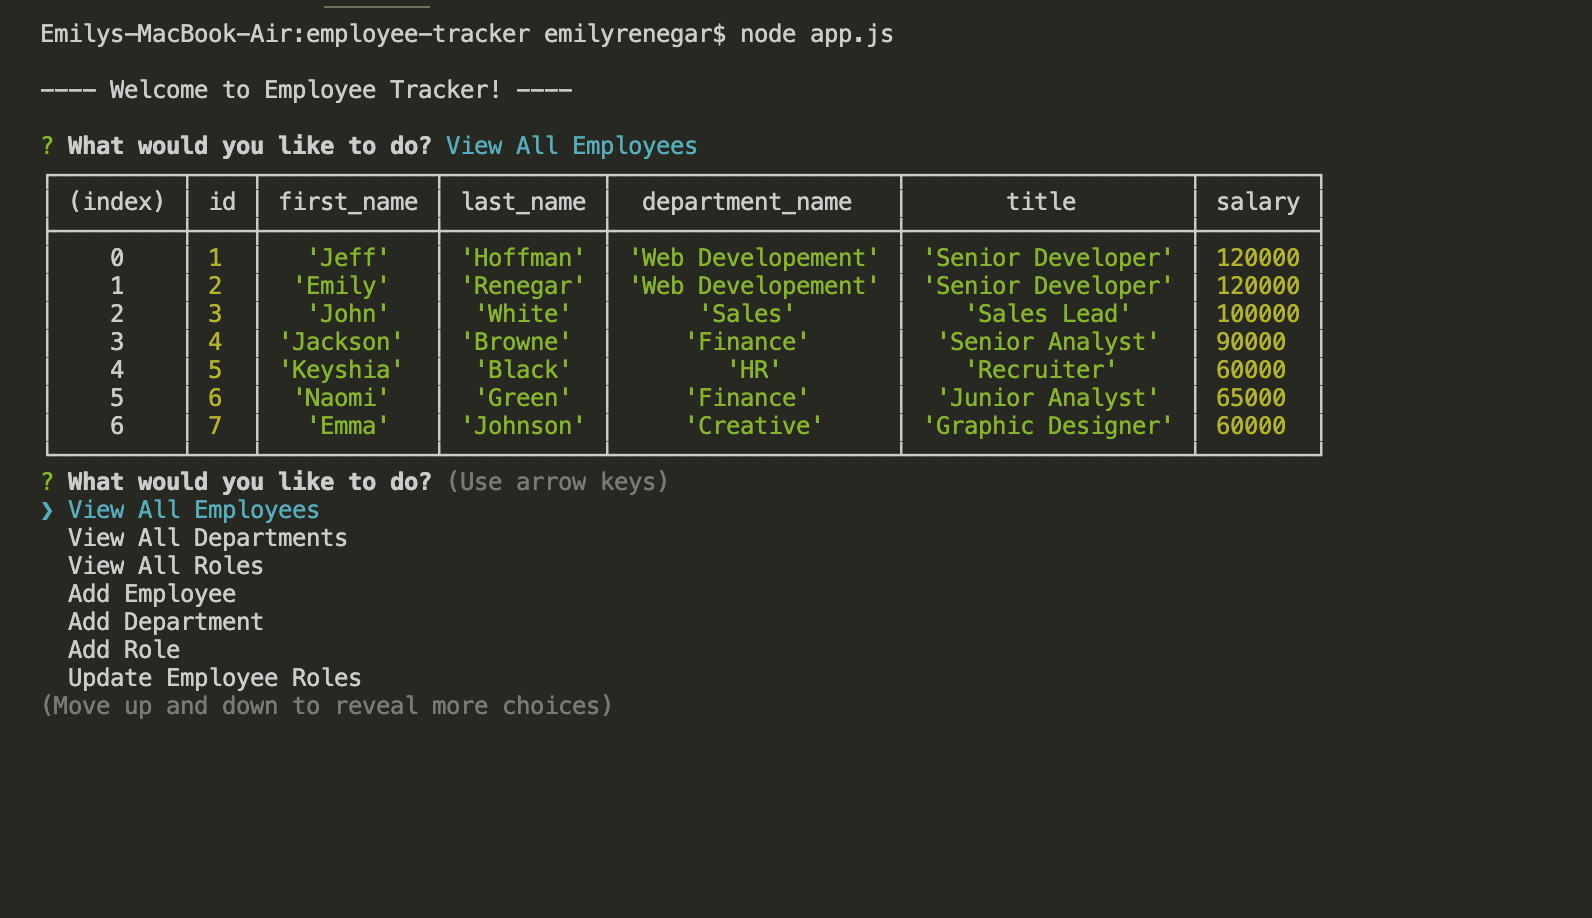 Emilys-MacBook-Air:employee-tracker emilyrenegar$ node app.js
---- Welcome to Employee Tracker! ----
? What would you like to do? View All Employees
(index) id first_name last_name department_name title salary
0 1 'Jeff' 'Hoffman' 'Web Developement' 'Senior Developer' 120000
1 2 'Emily' 'Renegar' 'Web Developement' 'Senior Developer' 120000
2 3 'John' 'White' 'Sales' 'Sales Lead' 100000
3 4 'Jackson' 'Browne' 'Finance' 'Senior Analyst' 90000
4 5 'Keyshia' 'Black' 'HR' 'Recruiter' 60000
5 6 'Naomi' 'Green' 'Finance' 'Junior Analyst' 65000
6 7 'Emma' 'Johnson' 'Creative' 'Graphic Designer' 60000
? What would you like to do? (Use arrow keys)
❯ View All Employees
View All Departments
View All Roles
Add Employee
Add Department
Add Role
Update Employee Roles
(Move up and down to reveal more choices)